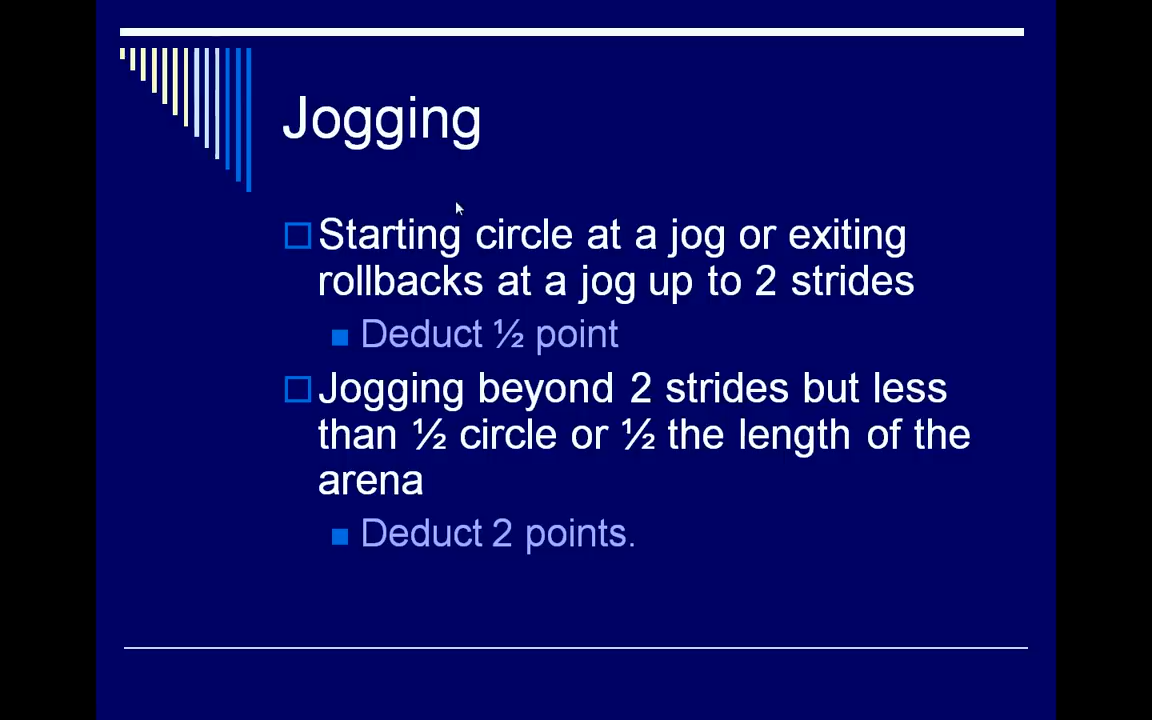 Jogging
Starting circle at a jog or exiting
rollbacks at a jog up to 2 strides
Deduct ½ point
Jogging beyond 2 strides but less
than ½ circle or ½ the length of the
arena
Deduct 2 points.